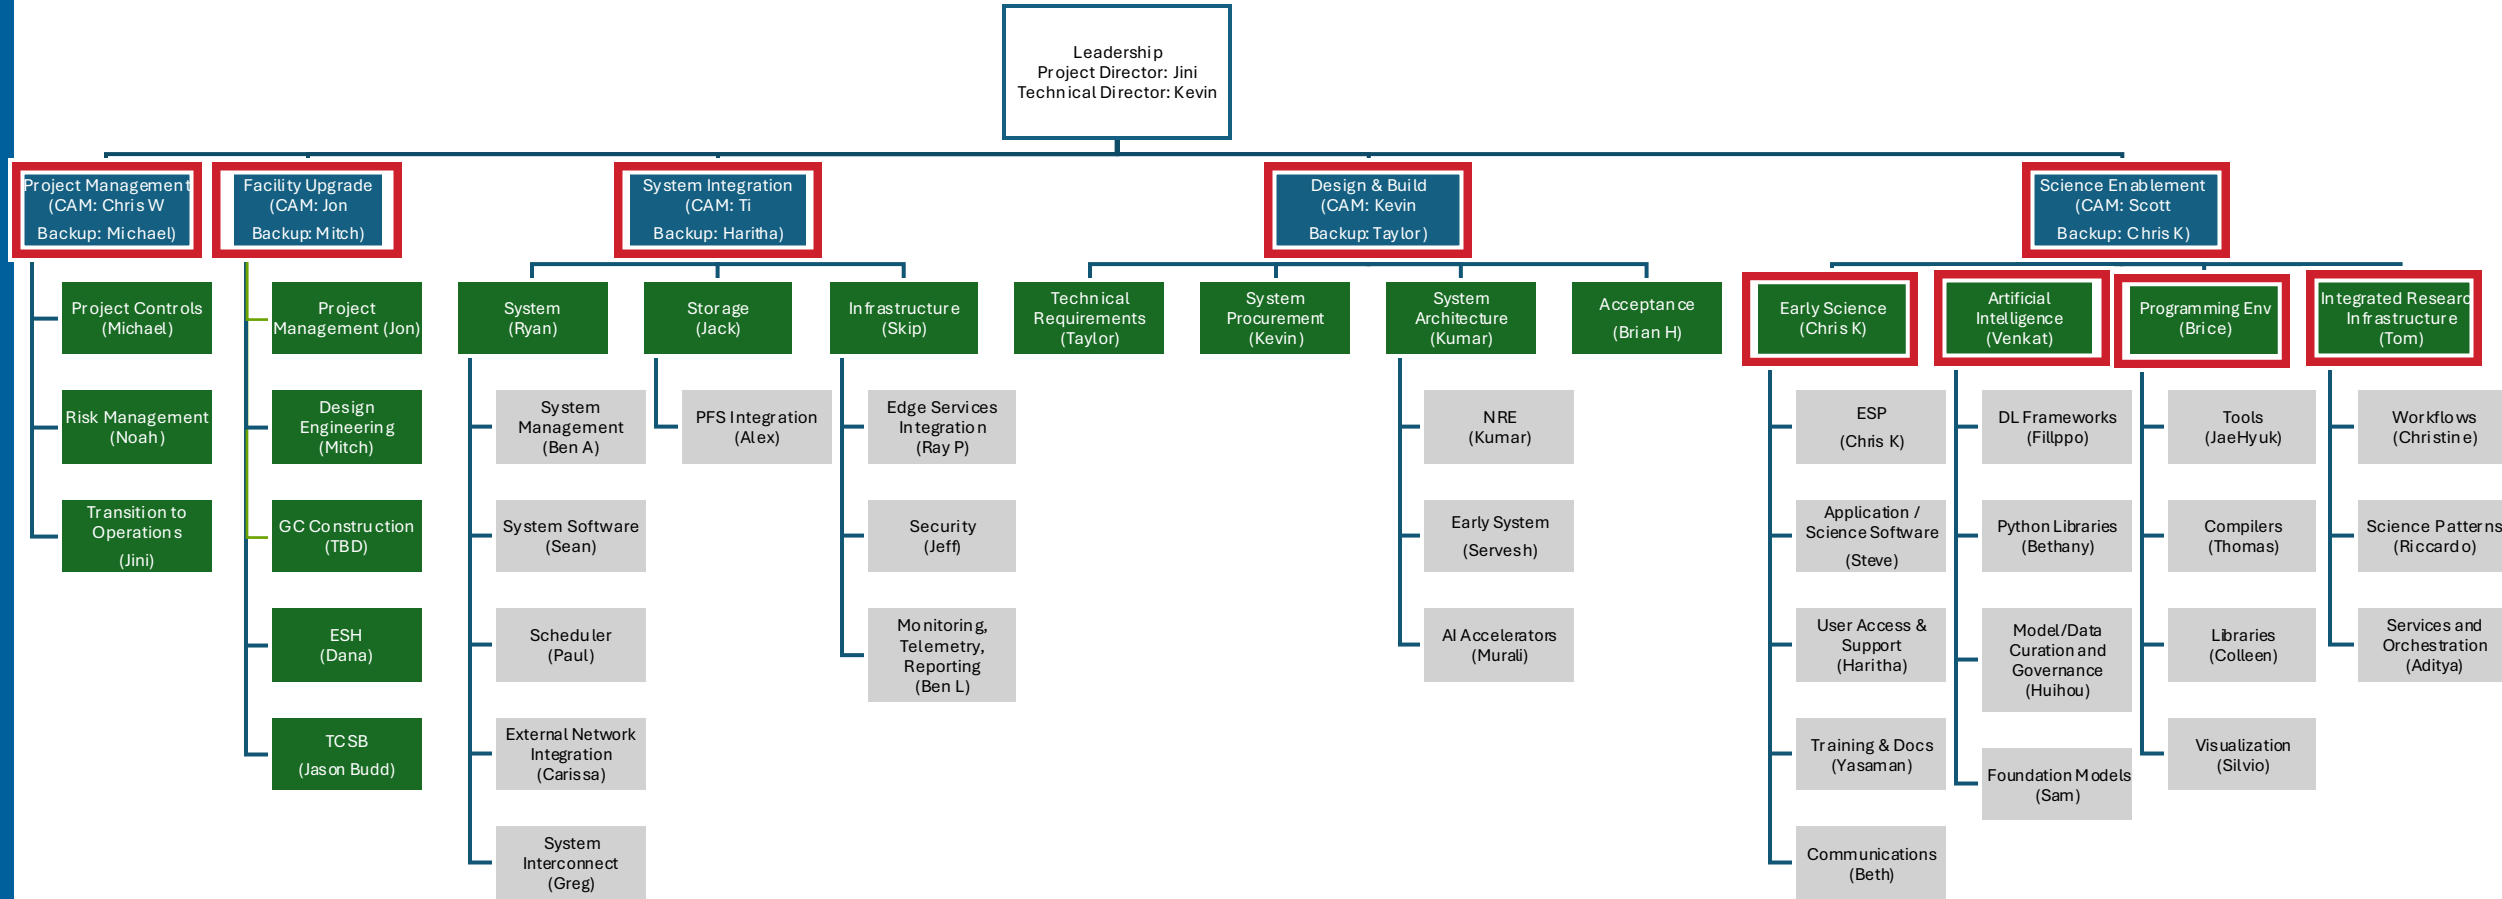 Leadership
Project Director: Jini
Technical Director: Kevin
Project Management
(CAM: Chris W
Backup: Michael)
Facility Upgrade
(CAM: Jon
Backup: Mitch)
System Integration
(CAM: Ti
Backup: Haritha)
Design & Build
(CAM: Kevin
Backup: Taylor)
Science Enablement
(CAM: Scott
Backup: Chris K)
Project Controls
(Michael)
Risk Management
(Noah)
Transition to
Operations
(Jini)
Project
Management (Jon)
Design
Engineering
(Mitch)
GC Construction
(TBD)
ESH
(Dana)
TCSB
(Jason Budd)
System
(Ryan)
System
Management
(Ben A)
System Software
(Sean)
Scheduler
(Paul)
External Network
Integration
(Carissa)
System
Interconnect
(Greg)
Storage
(Jack)
PFS Integration
(Alex)
Infrastructure
(Skip)
Edge Services
Integration
(Ray P)
Security
(Jeff)
Monitoring,
Telemetry,
Reporting
(Ben L)
Technical
Requirements
(Taylor)
System
Procurement
(Kevin)
System
Architecture
(Kumar)
NRE
(Kumar)
Early System
(Servesh)
AI Accelerators
(Murali)
Acceptance
(Brian H)
Early Science
(Chris K)
ESP
(Chris K)
Application /
Science Software
(Steve)
User Access &
Support
(Haritha)
Training & Docs
(Yasaman)
Communications
(Beth)
Artificial
Intelligence
(Venkat)
DL Frameworks
(Fillppo)
Python Libraries
(Bethany)
Model/Data
Curation and
Governance
(Huihou)
Foundation Models
(Sam)
Programming Env
(Brice)
Tools
(JaeHyuk)
Compilers
(Thomas)
Libraries
(Colleen)
Visualization
(Silvio)
Integrated Researc
Infrastructure
(Tom)
Workflows
(Christine)
Science Patterns
(Riccardo)
Services and
Orchestration
(Aditya)